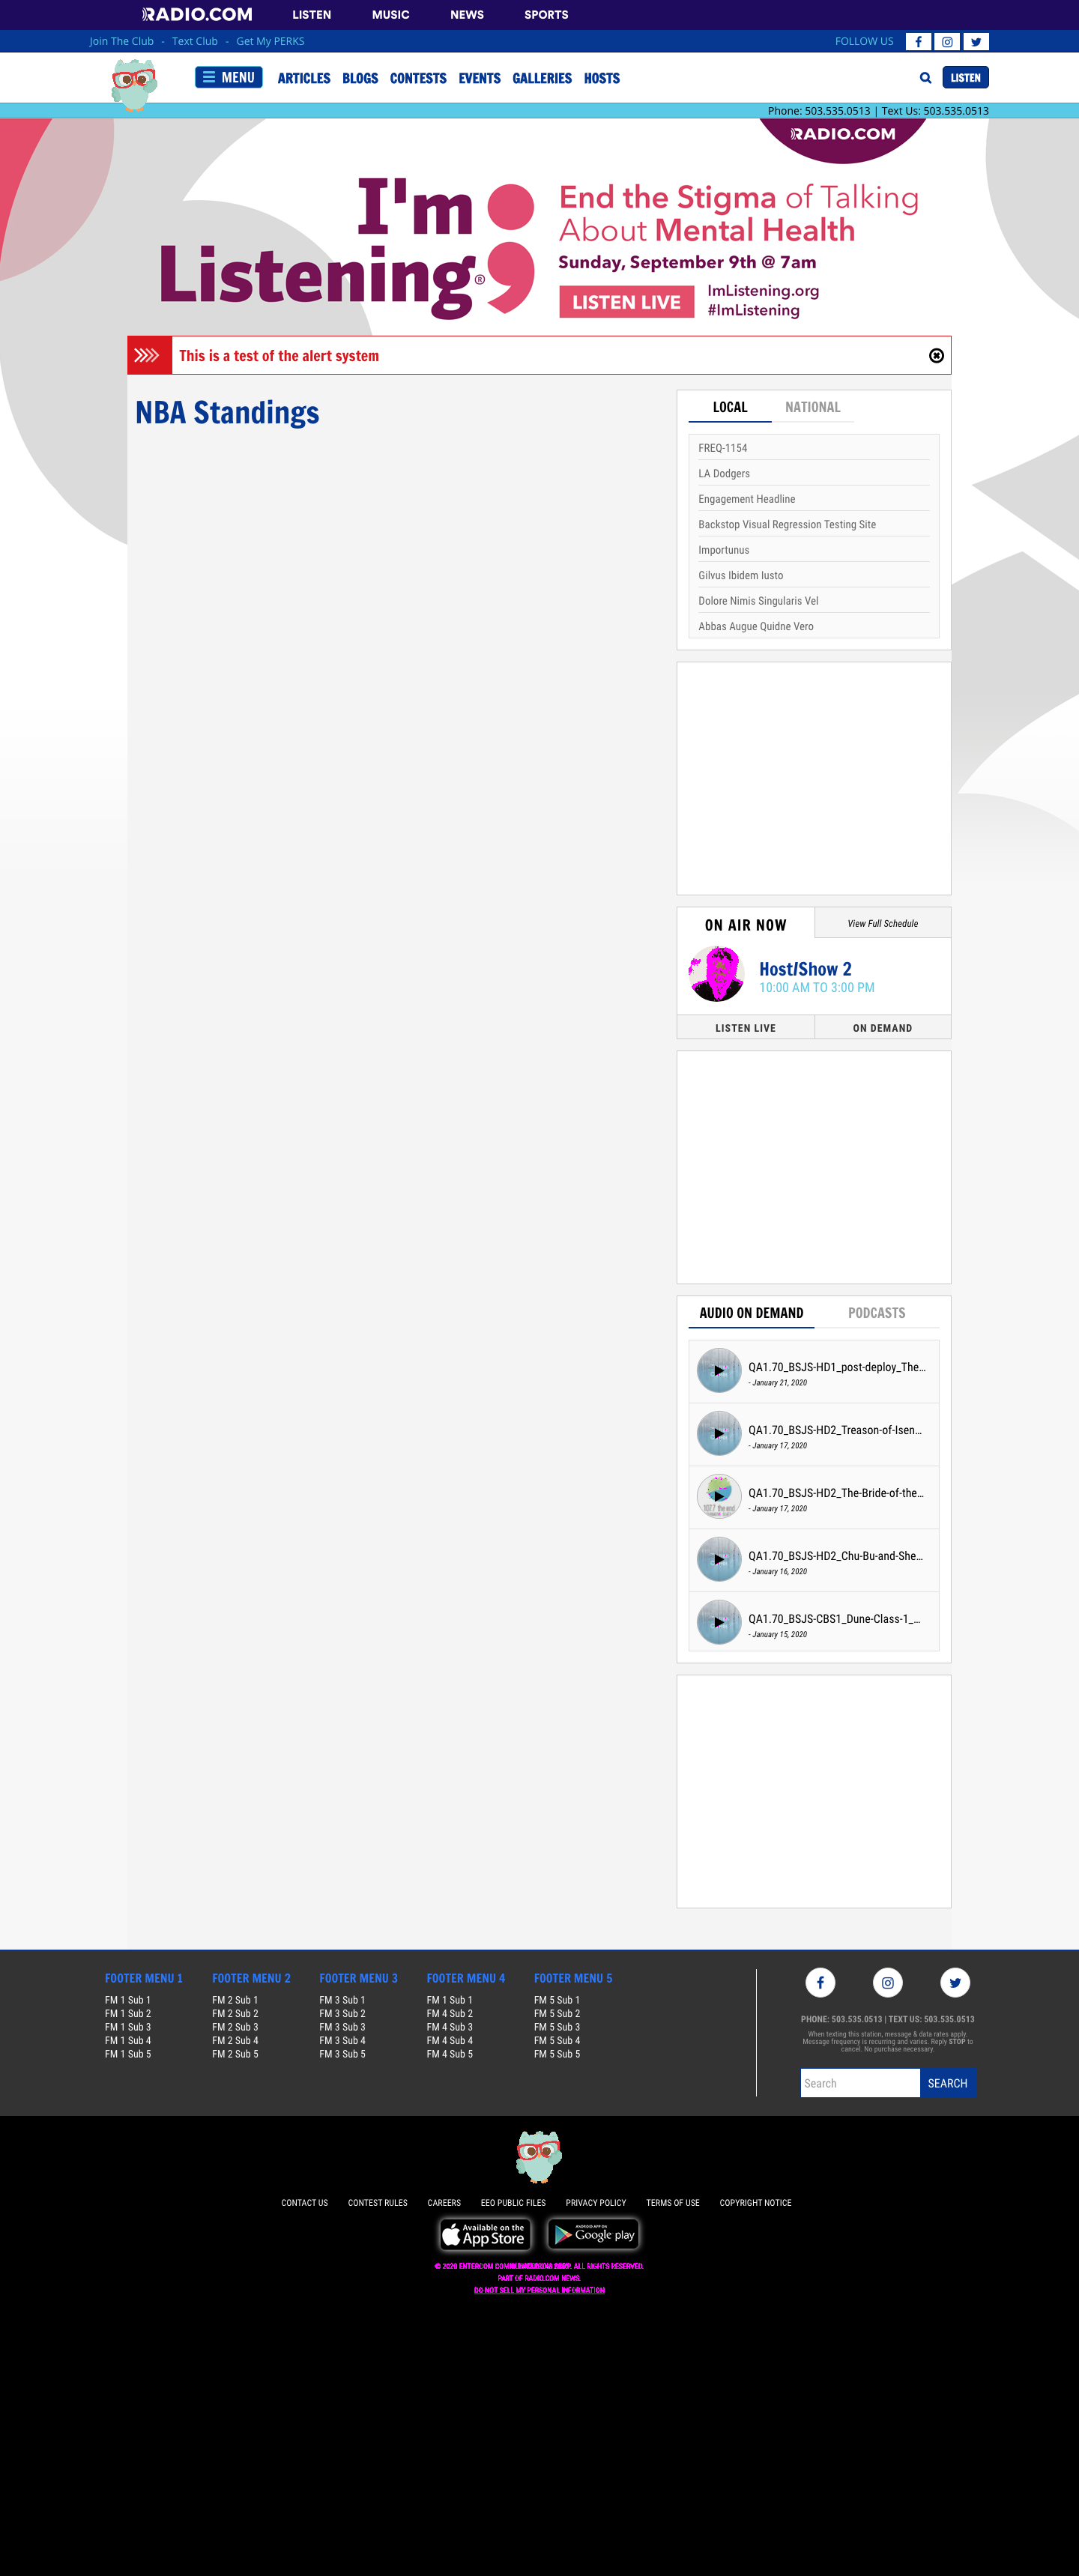 RADIO.COM LISTEN MUSIC NEWS SPORTS
Join The Club - Text Club - Get My PERKS FOLLOW US
MENU ARTICLES BLOGS CONTESTS EVENTS GALLERIES HOSTS LISTEN
Phone: 503.535.0513 | Text Us: 503.535.0513
RADIO.COM
I'm
Listening®
End the Stigma of Talking
About Mental Health
Sunday, September 9th @ 7am
LISTEN LIVE
ImListening.org
#ImListening
This is a test of the alert system
NBA Standings
LOCAL NATIONAL
FREQ-1154
LA Dodgers
Engagement Headline
Backstop Visual Regression Testing Site
Importunus
Gilvus Ibidem Iusto
Dolore Nimis Singularis Vel
Abbas Augue Quidne Vero
ON AIR NOW View Full Schedule
Host/Show 2
10:00 AM TO 3:00 PM
LISTEN LIVE ON DEMAND
AUDIO ON DEMAND PODCASTS
QA1.70_BSJS-HD1_post-deploy_The...
- January 21, 2020
QA1.70_BSJS-HD2_Treason-of-Isen...
- January 17, 2020
QA1.70_BSJS-HD2_The-Bride-of-the...
- January 17, 2020
QA1.70_BSJS-HD2_Chu-Bu-and-She...
- January 16, 2020
QA1.70_BSJS-CBS1_Dune-Class-1_...
- January 15, 2020
FOOTER MENU 1 FOOTER MENU 2 FOOTER MENU 3 FOOTER MENU 4 FOOTER MENU 5
FM 1 Sub 1 FM 2 Sub 1 FM 3 Sub 1 FM 1 Sub 1 FM 5 Sub 1
FM 1 Sub 2 FM 2 Sub 2 FM 3 Sub 2 FM 4 Sub 2 FM 5 Sub 2
FM 1 Sub 3 FM 2 Sub 3 FM 3 Sub 3 FM 4 Sub 3 FM 5 Sub 3
FM 1 Sub 4 FM 2 Sub 4 FM 3 Sub 4 FM 4 Sub 4 FM 5 Sub 4
FM 1 Sub 5 FM 2 Sub 5 FM 3 Sub 5 FM 4 Sub 5 FM 5 Sub 5
PHONE: 503.535.0513 | TEXT US: 503.535.0513
When texting this station, message & data rates apply.
Message frequency is recurring and varies. Reply STOP to
cancel. No purchase necessary.
Search SEARCH
CONTACT US CONTEST RULES CAREERS EEO PUBLIC FILES PRIVACY POLICY TERMS OF USE COPYRIGHT NOTICE
Available on the
App Store
ANDROID APP ON
Google play
© 2020 ENTERCOM ALL RIGHTS RESERVED.
PART OF RADIO.COM NEWS.
DO NOT SELL MY PERSONAL INFORMATION